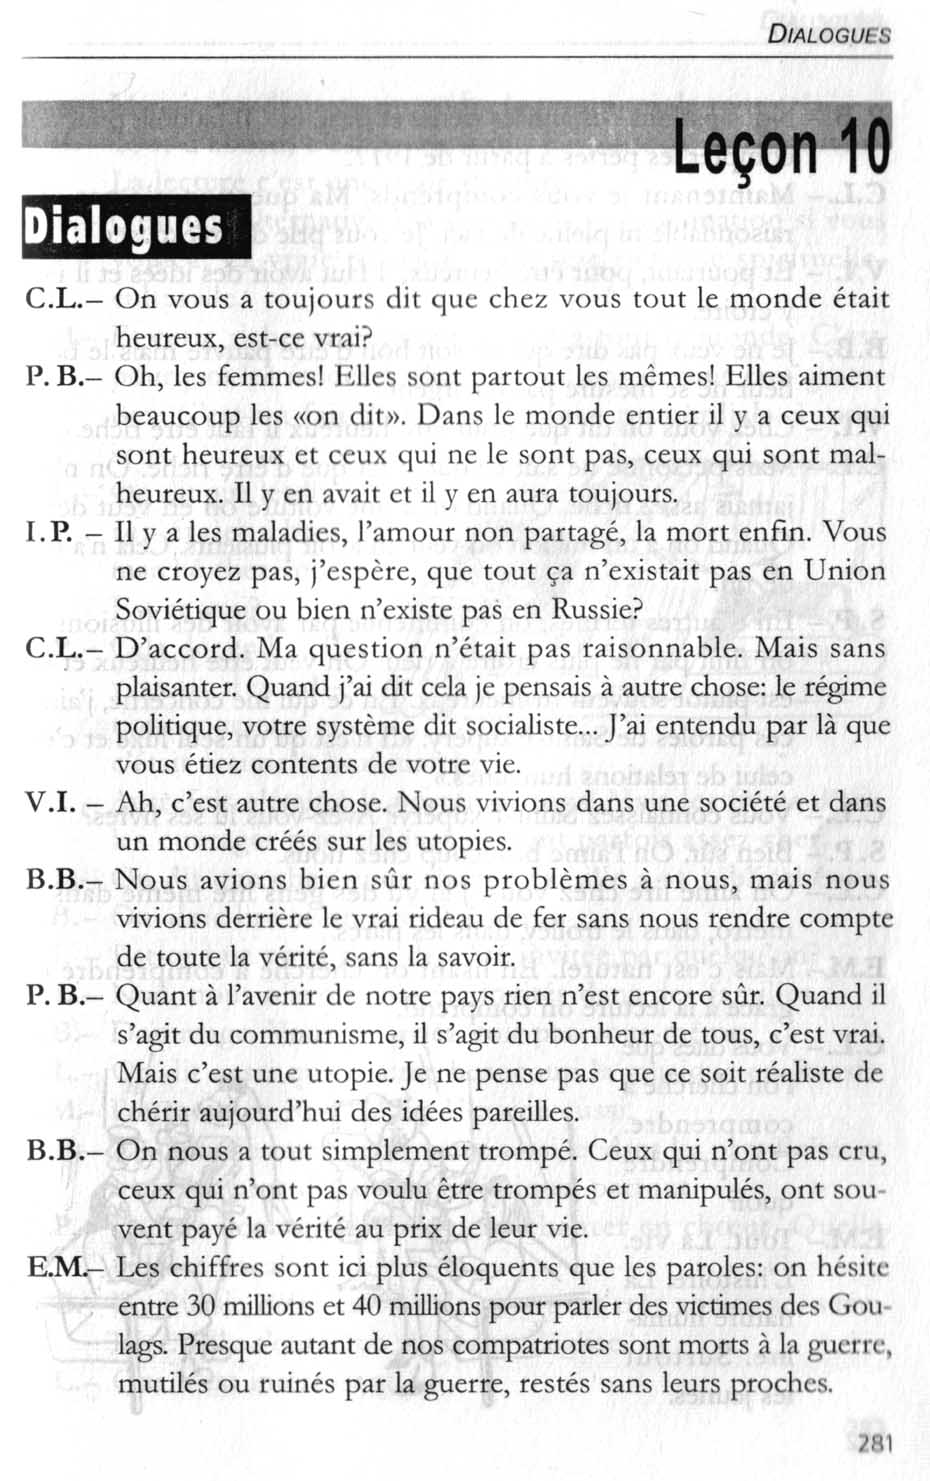 DIALOGUES
Leçon 10
Dialogues
C.L.– On vous a toujours dit que chez vous tout le monde était
heureux, est-ce vrai?
P. B.– Oh, les femmes! Elles sont partout les mêmes! Elles aiment
beaucoup les «on dit». Dans le monde entier il y a ceux qui
sont heureux et ceux qui ne le sont pas, ceux qui sont mal-
heureux. Il y en avait et il y en aura toujours.
I.P. – Il y a les maladies, l'amour non partagé, la mort enfin. Vous
ne croyez pas, j'espère, que tout ça n'existait pas en Union
Soviétique ou bien n'existe pas en Russie?
C.L.– D'accord. Ma question n'était pas raisonnable. Mais sans
plaisanter. Quand j'ai dit cela je pensais à autre chose: le régime
politique, votre système dit socialiste... J'ai entendu par là que
vous étiez contents de votre vie.
V.I. – Ah, c'est autre chose. Nous vivions dans une société et dans
un monde créés sur les utopies.
B.B.– Nous avions bien sûr nos problèmes à nous, mais nous
vivions derrière le vrai rideau de fer sans nous rendre compte
de toute la vérité, sans la savoir.
P. B.– Quant à l'avenir de notre pays rien n'est encore sûr. Quand il
s'agit du communisme, il s'agit du bonheur de tous, c'est vrai.
Mais c'est une utopie. Je ne pense pas que ce soit réaliste de
chérir aujourd'hui des idées pareilles.
B.B.– On nous a tout simplement trompé. Ceux qui n'ont pas cru,
ceux qui n'ont pas voulu être trompés et manipulés, ont sou-
vent payé la vérité au prix de leur vie.
E.M.– Les chiffres sont ici plus éloquents que les paroles: on hésite
entre 30 millions et 40 millions pour parler des victimes des Gou-
lags. Presque autant de nos compatriotes sont morts à la guerre,
mutilés ou ruinés par la guerre, restés sans leurs proches.
281